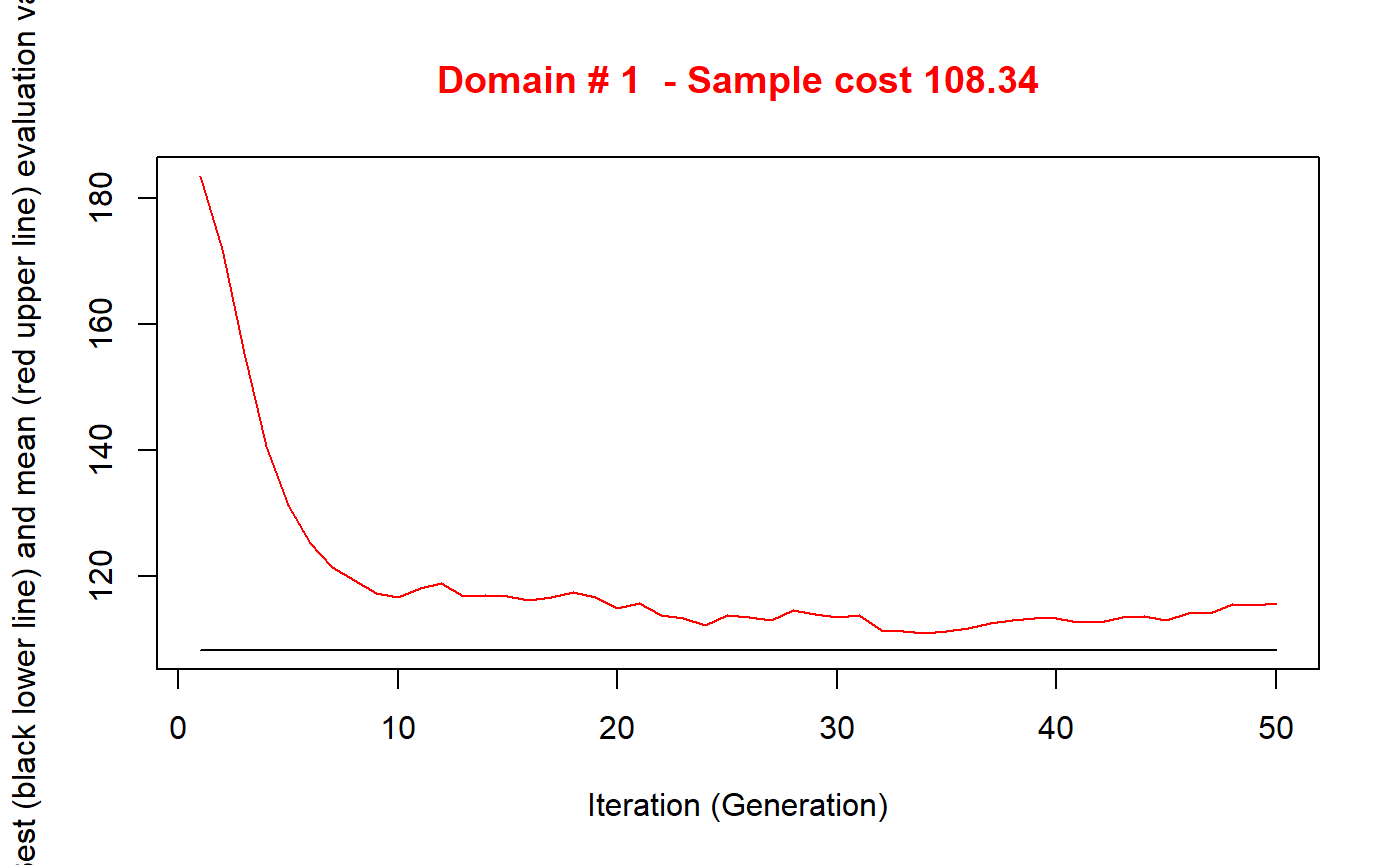 Domain # 1 - Sample cost 108.34
(black lower line) and mean (red upper line) evaluation
180
160
140
120
0 10 20 30 40 50
Iteration (Generation)